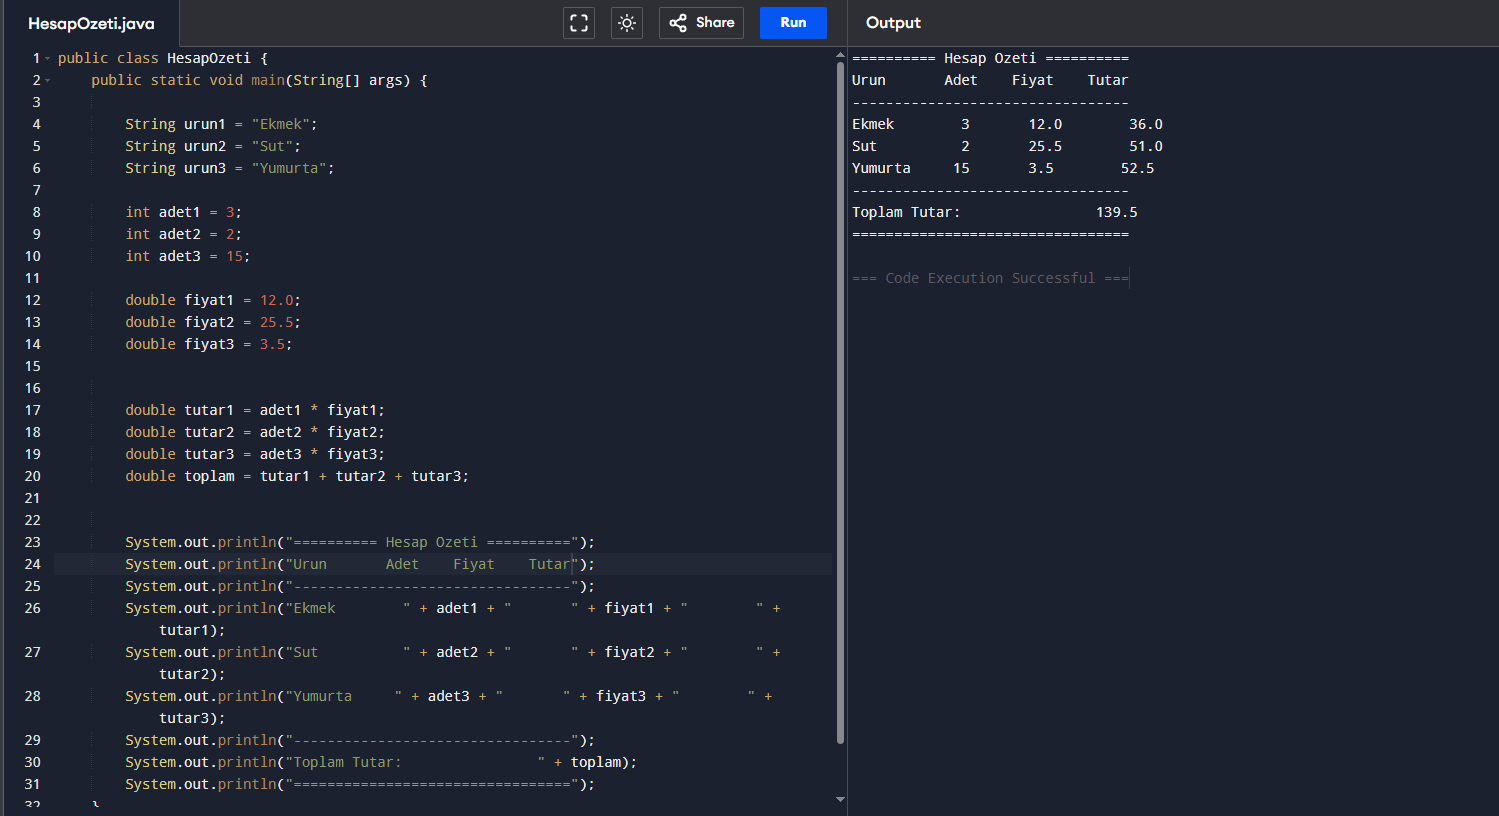 HesapOzeti.java
Share
Run
Output
1 public class HesapOzeti {
2     public static void main(String[] args) {
3
4         String urun1 = "Ekmek";
5         String urun2 = "Sut";
6         String urun3 = "Yumurta";
7
8         int adet1 = 3;
9         int adet2 = 2;
10         int adet3 = 15;
11
12         double fiyat1 = 12.0;
13         double fiyat2 = 25.5;
14         double fiyat3 = 3.5;
15
16
17         double tutar1 = adet1 * fiyat1;
18         double tutar2 = adet2 * fiyat2;
19         double tutar3 = adet3 * fiyat3;
20         double toplam = tutar1 + tutar2 + tutar3;
21
22
23         System.out.println("========== Hesap Ozeti ==========");
24         System.out.println("Urun       Adet    Fiyat    Tutar");
25         System.out.println("---------------------------------");
26         System.out.println("Ekmek        " + adet1 + "       " + fiyat1 + "        " +
            tutar1);
27         System.out.println("Sut          " + adet2 + "       " + fiyat2 + "        " +
            tutar2);
28         System.out.println("Yumurta     " + adet3 + "       " + fiyat3 + "        " +
            tutar3);
29         System.out.println("---------------------------------");
30         System.out.println("Toplam Tutar:                " + toplam);
31         System.out.println("=================================");
32     }
========== Hesap Ozeti ==========
Urun       Adet    Fiyat    Tutar
---------------------------------
Ekmek        3       12.0        36.0
Sut          2       25.5        51.0
Yumurta     15       3.5        52.5
---------------------------------
Toplam Tutar:                139.5
=================================
=== Code Execution Successful ===